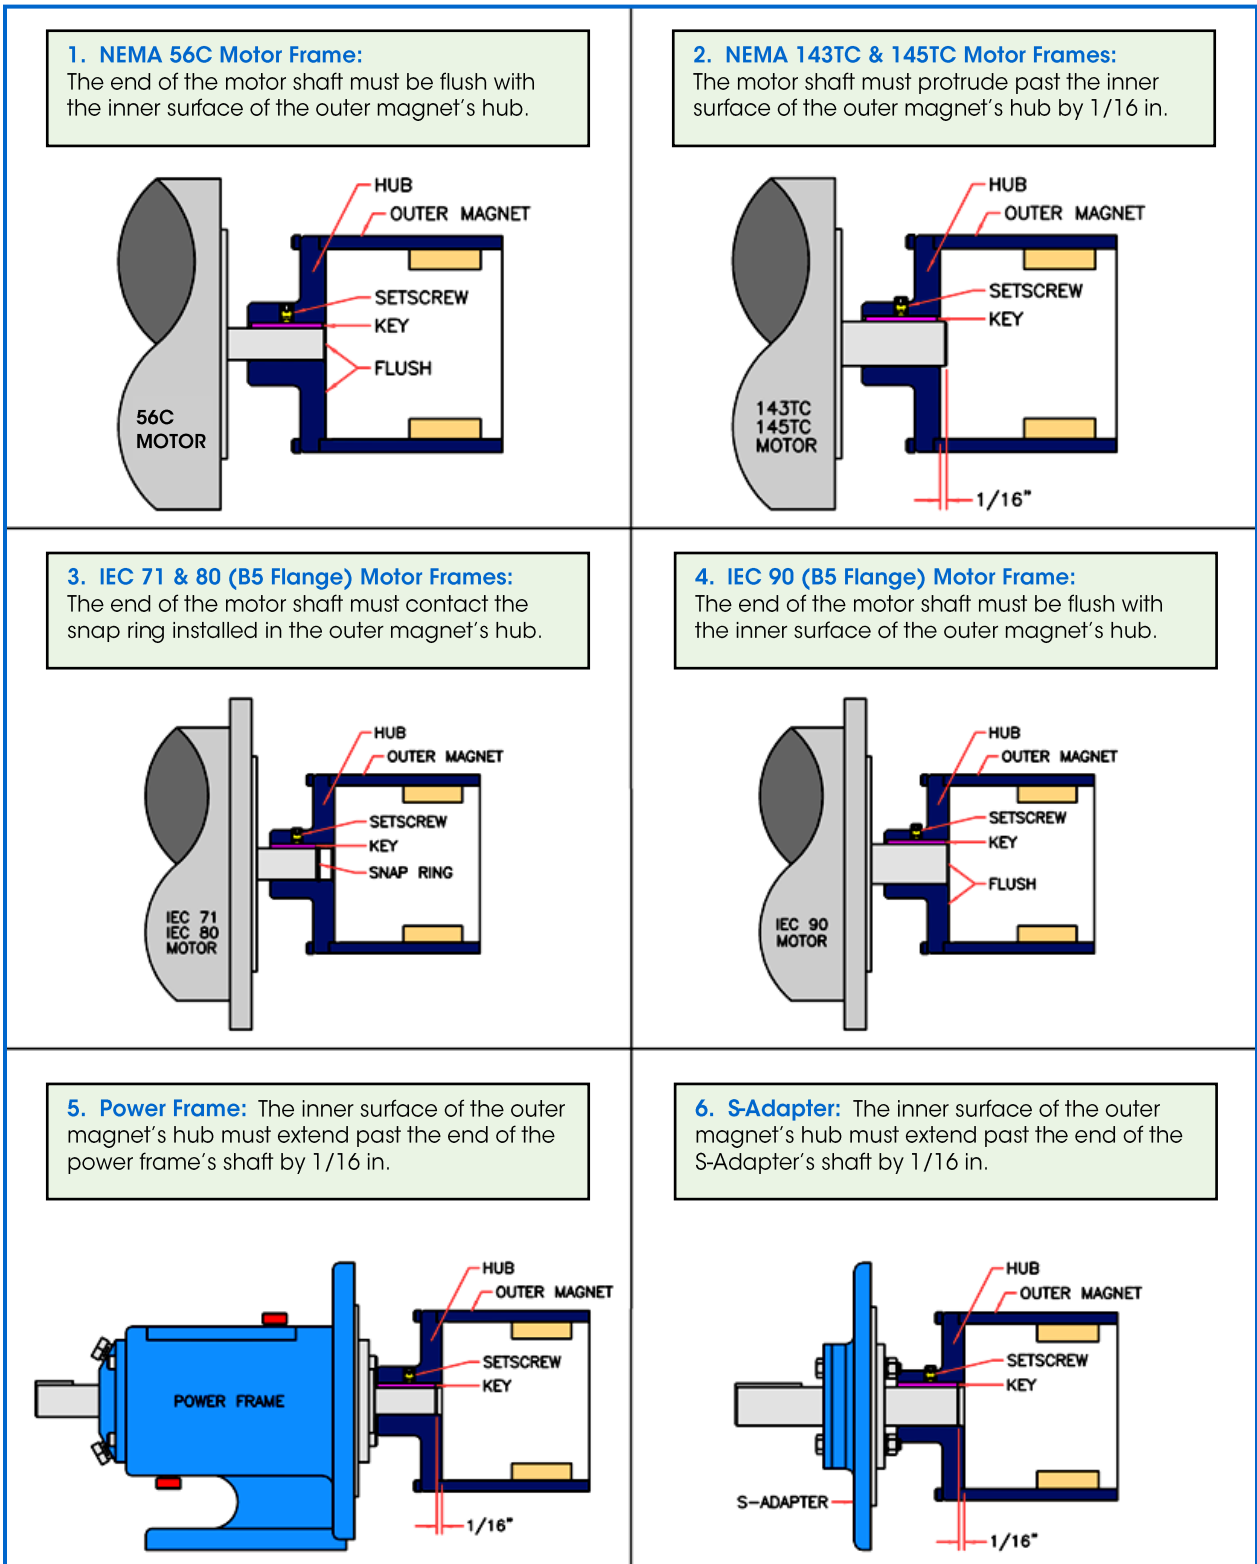 1. NEMA 56C Motor Frame:
The end of the motor shaft must be flush with
the inner surface of the outer magnet's hub.
HUB
OUTER MAGNET
SETSCREW
KEY
FLUSH
56C
MOTOR
2. NEMA 143TC & 145TC Motor Frames:
The motor shaft must protrude past the inner
surface of the outer magnet's hub by 1/16 in.
HUB
OUTER MAGNET
SETSCREW
KEY
143TC
145TC
MOTOR
1/16"
3. IEC 71 & 80 (B5 Flange) Motor Frames:
The end of the motor shaft must contact the
snap ring installed in the outer magnet's hub.
HUB
OUTER MAGNET
SETSCREW
KEY
SNAP RING
IEC 71
IEC 80
MOTOR
4. IEC 90 (B5 Flange) Motor Frame:
The end of the motor shaft must be flush with
the inner surface of the outer magnet's hub.
HUB
OUTER MAGNET
SETSCREW
KEY
FLUSH
IEC 90
MOTOR
5. Power Frame: The inner surface of the outer
magnet's hub must extend past the end of the
power frame's shaft by 1/16 in.
HUB
OUTER MAGNET
SETSCREW
KEY
POWER FRAME
1/16"
6. S-Adapter: The inner surface of the outer
magnet's hub must extend past the end of the
S-Adapter's shaft by 1/16 in.
HUB
OUTER MAGNET
SETSCREW
KEY
S-ADAPTER
1/16"